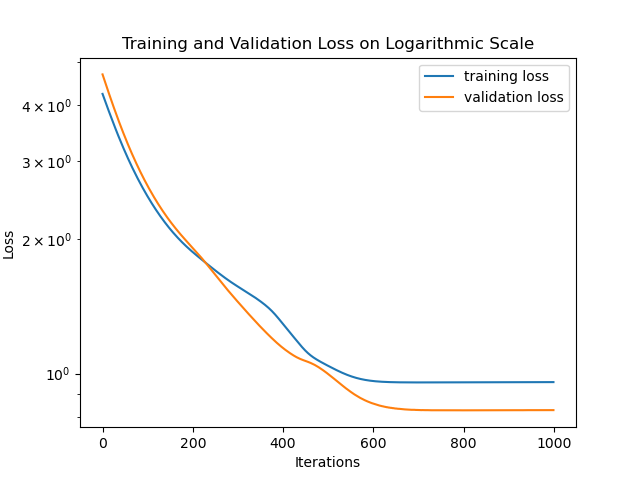 Training and Validation Loss on Logarithmic Scale
training loss
validation loss
4 × 10⁰
3 × 10⁰
2 × 10⁰
10⁰
Loss
0 200 400 600 800 1000
Iterations